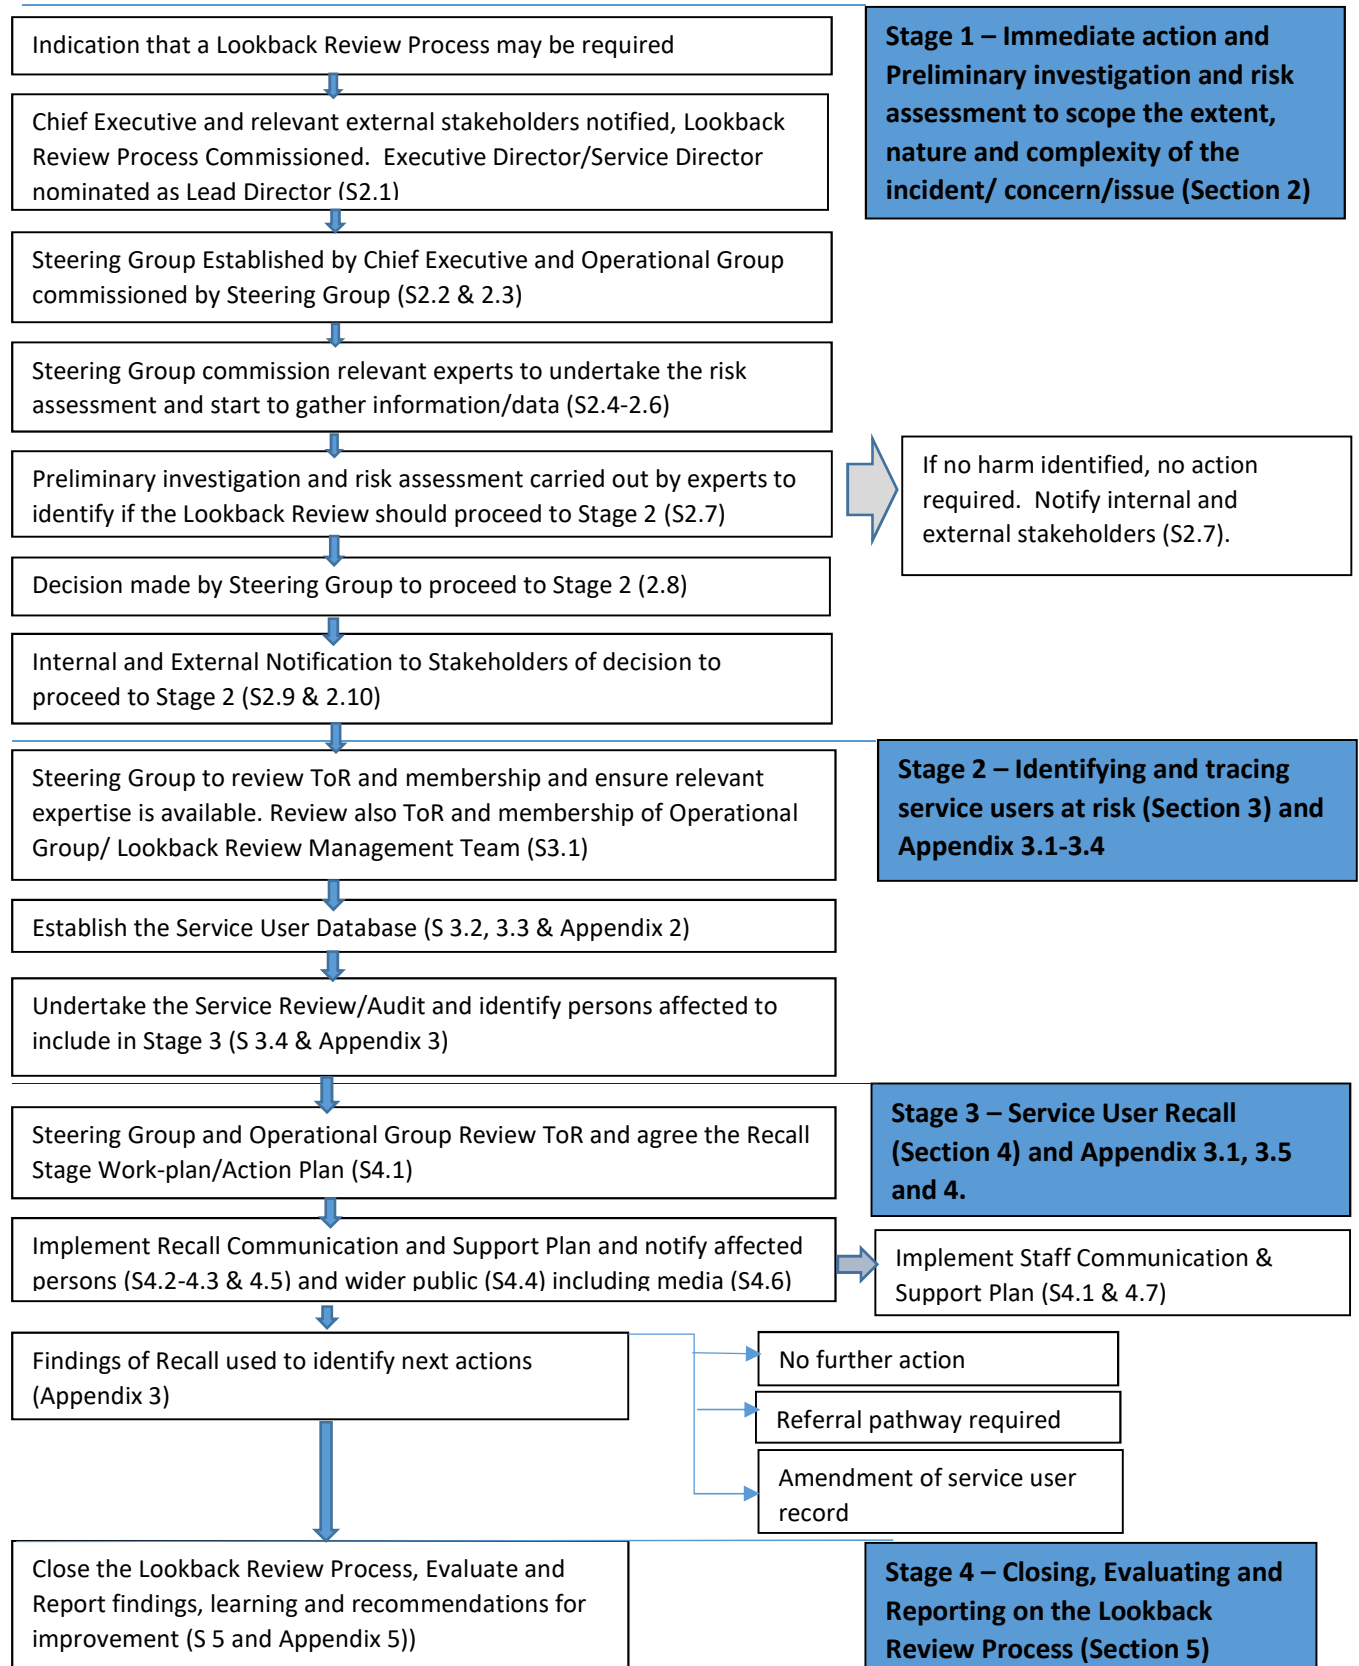 Indication that a Lookback Review Process may be required
Stage 1 – Immediate action and
Preliminary investigation and risk
assessment to scope the extent,
nature and complexity of the
incident/ concern/issue (Section 2)
Chief Executive and relevant external stakeholders notified, Lookback
Review Process Commissioned.  Executive Director/Service Director
nominated as Lead Director (S2.1)
Steering Group Established by Chief Executive and Operational Group
commissioned by Steering Group (S2.2 & 2.3)
Steering Group commission relevant experts to undertake the risk
assessment and start to gather information/data (S2.4-2.6)
Preliminary investigation and risk assessment carried out by experts to
identify if the Lookback Review should proceed to Stage 2 (S2.7)
If no harm identified, no action
required.  Notify internal and
external stakeholders (S2.7).
Decision made by Steering Group to proceed to Stage 2 (2.8)
Internal and External Notification to Stakeholders of decision to
proceed to Stage 2 (S2.9 & 2.10)
Stage 2 – Identifying and tracing
service users at risk (Section 3) and
Appendix 3.1-3.4
Steering Group to review ToR and membership and ensure relevant
expertise is available. Review also ToR and membership of Operational
Group/ Lookback Review Management Team (S3.1)
Establish the Service User Database (S 3.2, 3.3 & Appendix 2)
Undertake the Service Review/Audit and identify persons affected to
include in Stage 3 (S 3.4 & Appendix 3)
Stage 3 – Service User Recall
(Section 4) and Appendix 3.1, 3.5
and 4.
Steering Group and Operational Group Review ToR and agree the Recall
Stage Work-plan/Action Plan (S4.1)
Implement Recall Communication and Support Plan and notify affected
persons (S4.2-4.3 & 4.5) and wider public (S4.4) including media (S4.6)
Implement Staff Communication &
Support Plan (S4.1 & 4.7)
Findings of Recall used to identify next actions
(Appendix 3)
No further action
Referral pathway required
Amendment of service user
record
Close the Lookback Review Process, Evaluate and
Report findings, learning and recommendations for
improvement (S 5 and Appendix 5))
Stage 4 – Closing, Evaluating and
Reporting on the Lookback
Review Process (Section 5)